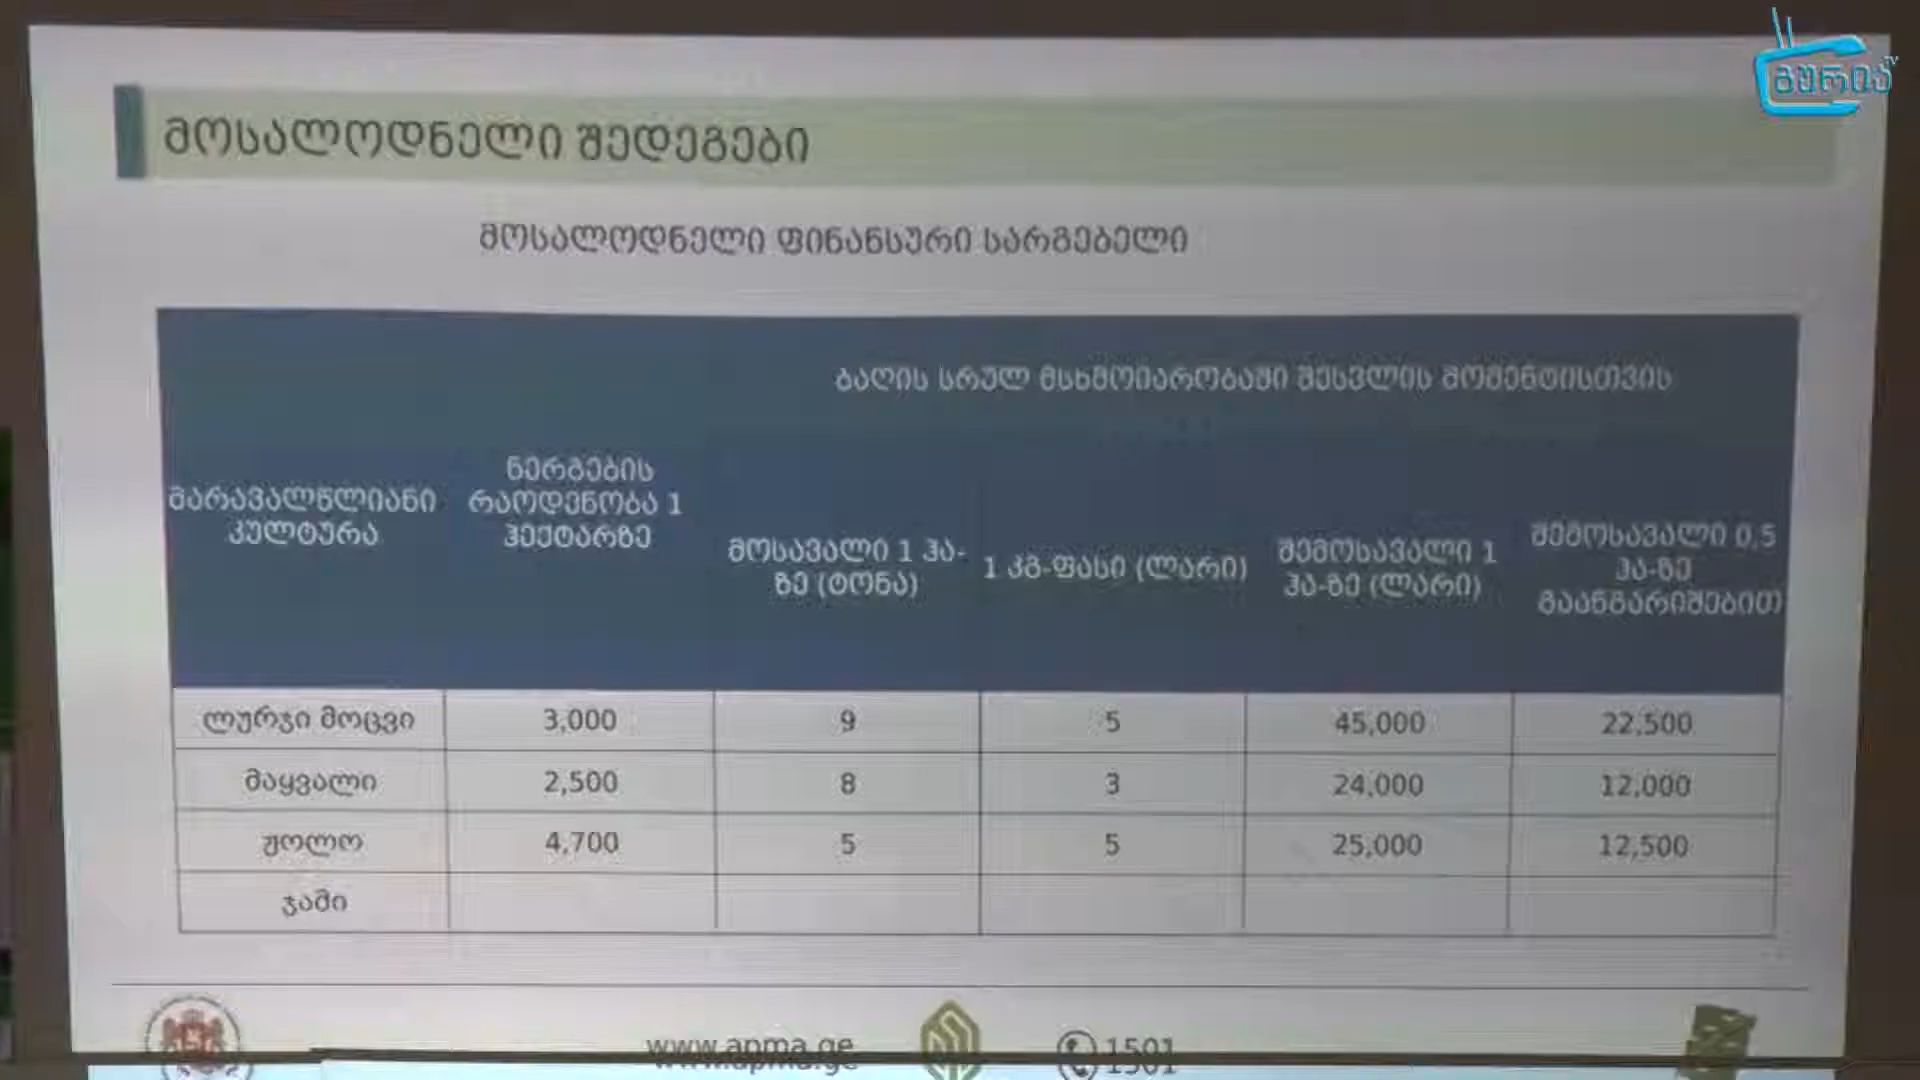 გურია TV
მოსალოდნელი შედეგები
მოსალოდნელი ფინანსური სარგებელი
ბაღის სრულ მსხმოიარობაში შესვლის მომენტისთვის
მარავალწლიანი
კულტურა
ნერგების
რაოდენობა 1
ჰექტარზე
მოსავალი 1 ჰა-
ზე (ტონა)
1 კგ-ფასი (ლარი)
შემოსავალი 1
ჰა-ზე (ლარი)
შემოსავალი 0,5
ჰა-ზე
გაანგარიშებით
ლურჯი მოცვი 3,000 9 5 45,000 22,500
მაყვალი 2,500 8 3 24,000 12,000
ჟოლო 4,700 5 5 25,000 12,500
ჯამი
www.apma.ge 1501